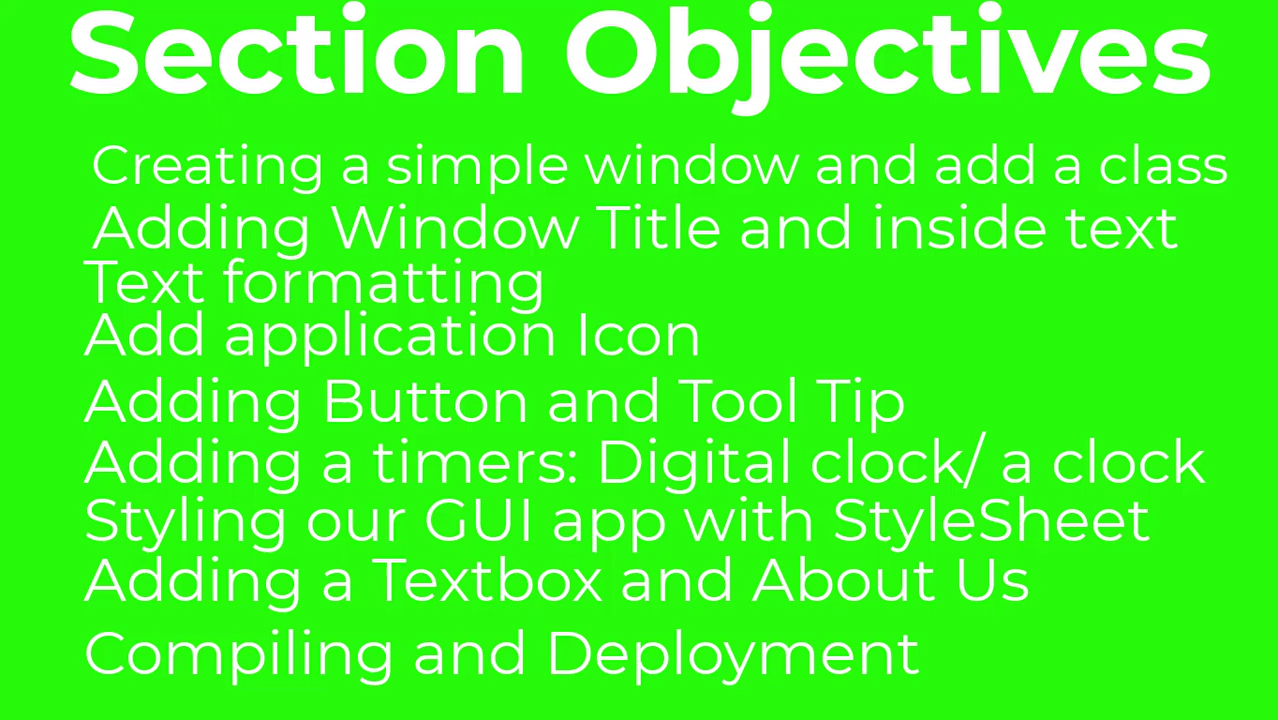 Section Objectives
Creating a simple window and add a class
Adding Window Title and inside text
Text formatting
Add application Icon
Adding Button and Tool Tip
Adding a timers: Digital clock/ a clock
Styling our GUI app with StyleSheet
Adding a Textbox and About Us
Compiling and Deployment